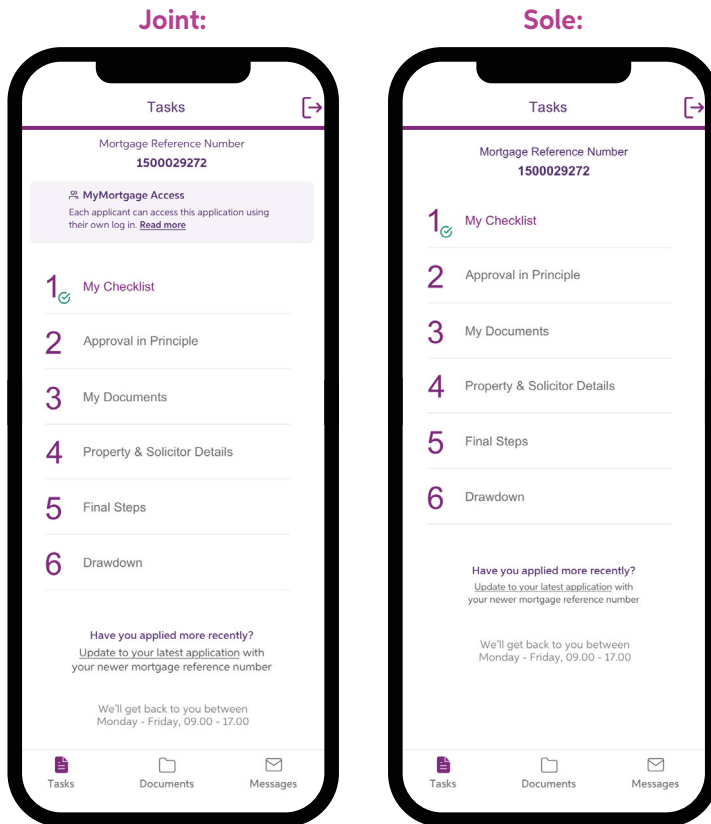 Joint:
Tasks
Mortgage Reference Number
1500029272
MyMortgage Access
Each applicant can access this application using
their own log in. Read more
1 My Checklist
2 Approval in Principle
3 My Documents
4 Property & Solicitor Details
5 Final Steps
6 Drawdown
Have you applied more recently?
Update to your latest application with
your newer mortgage reference number
We'll get back to you between
Monday - Friday, 09.00 - 17.00
Tasks Documents Messages
Sole:
Tasks
Mortgage Reference Number
1500029272
1 My Checklist
2 Approval in Principle
3 My Documents
4 Property & Solicitor Details
5 Final Steps
6 Drawdown
Have you applied more recently?
Update to your latest application with
your newer mortgage reference number
We'll get back to you between
Monday - Friday, 09.00 - 17.00
Tasks Documents Messages